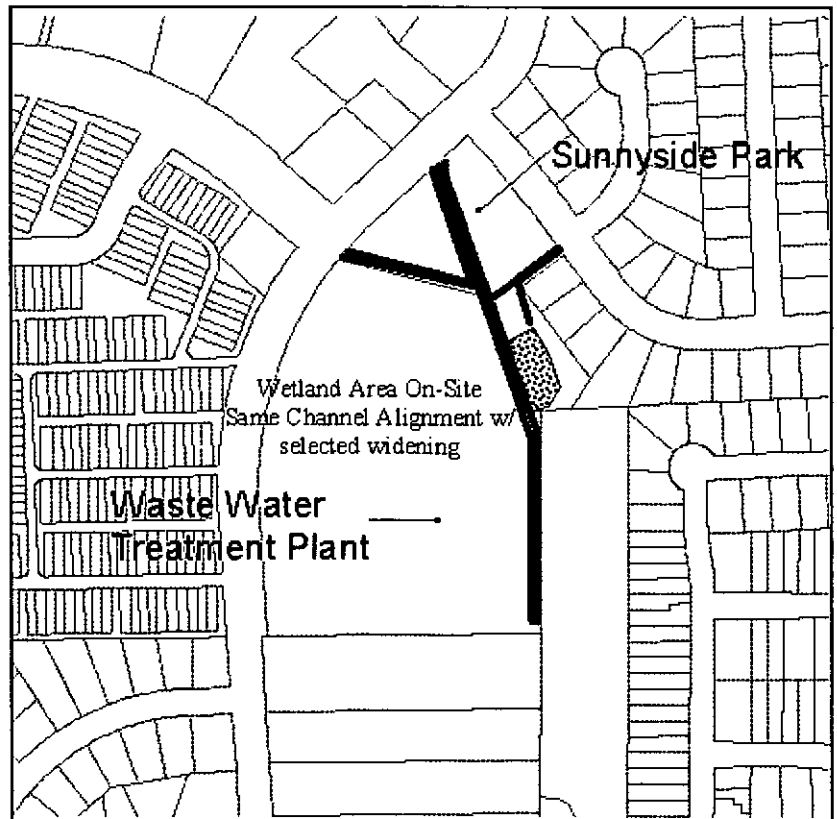 Sunnyside Park
Wetland Area On-Site
Same Channel Alignment w/
selected widening
Waste Water
Treatment Plant